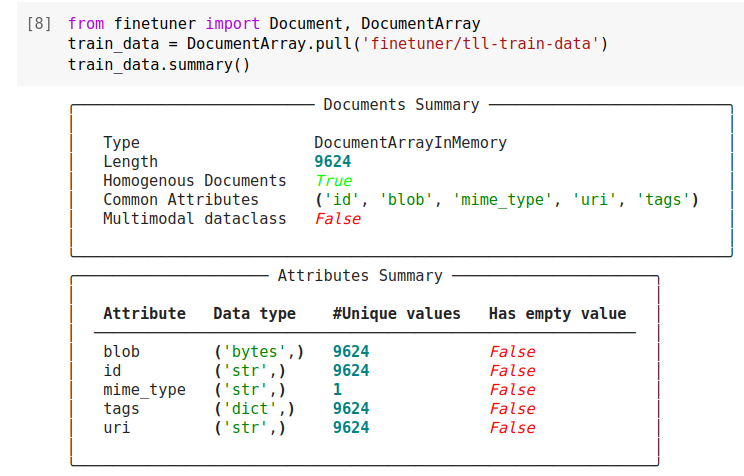 [8] from finetuner import Document, DocumentArray
train_data = DocumentArray.pull('finetuner/tll-train-data')
train_data.summary()
Documents Summary
Type DocumentArrayInMemory
Length 9624
Homogenous Documents True
Common Attributes ('id', 'blob', 'mime_type', 'uri', 'tags')
Multimodal dataclass False
Attributes Summary
Attribute Data type #Unique values Has empty value
blob ('bytes',) 9624 False
id ('str',) 9624 False
mime_type ('str',) 1 False
tags ('dict',) 9624 False
uri ('str',) 9624 False